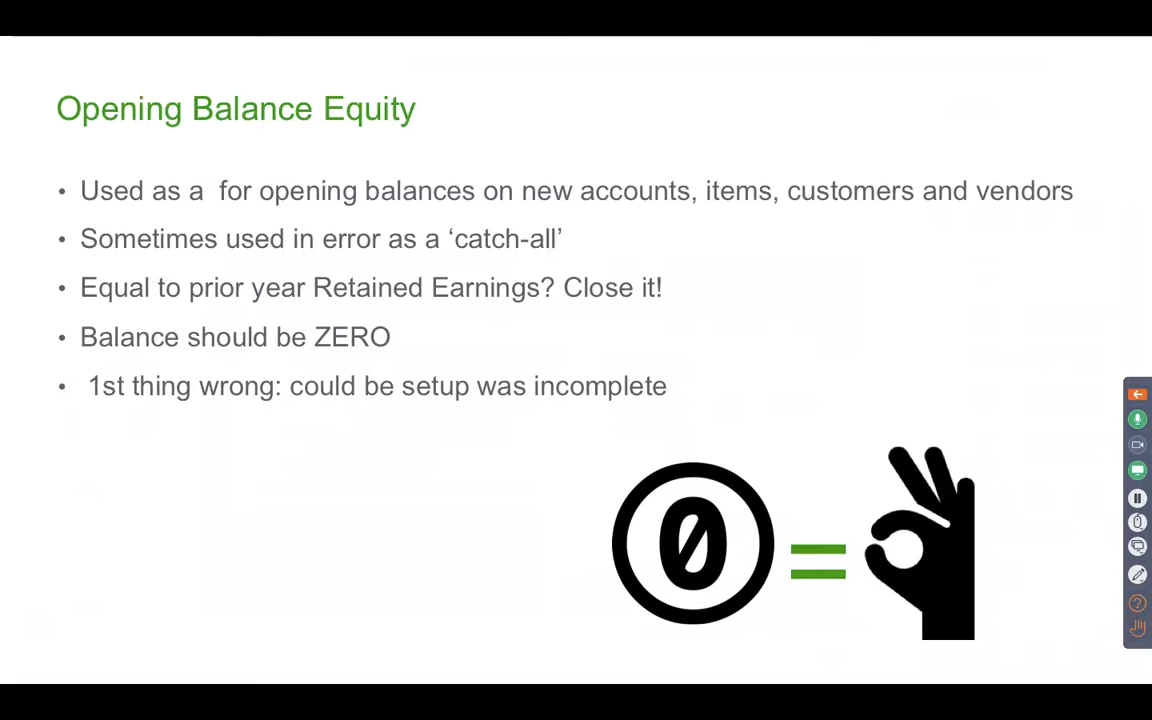 Opening Balance Equity
• Used as a  for opening balances on new accounts, items, customers and vendors
• Sometimes used in error as a ‘catch-all’
• Equal to prior year Retained Earnings? Close it!
• Balance should be ZERO
•  1st thing wrong: could be setup was incomplete
0 =